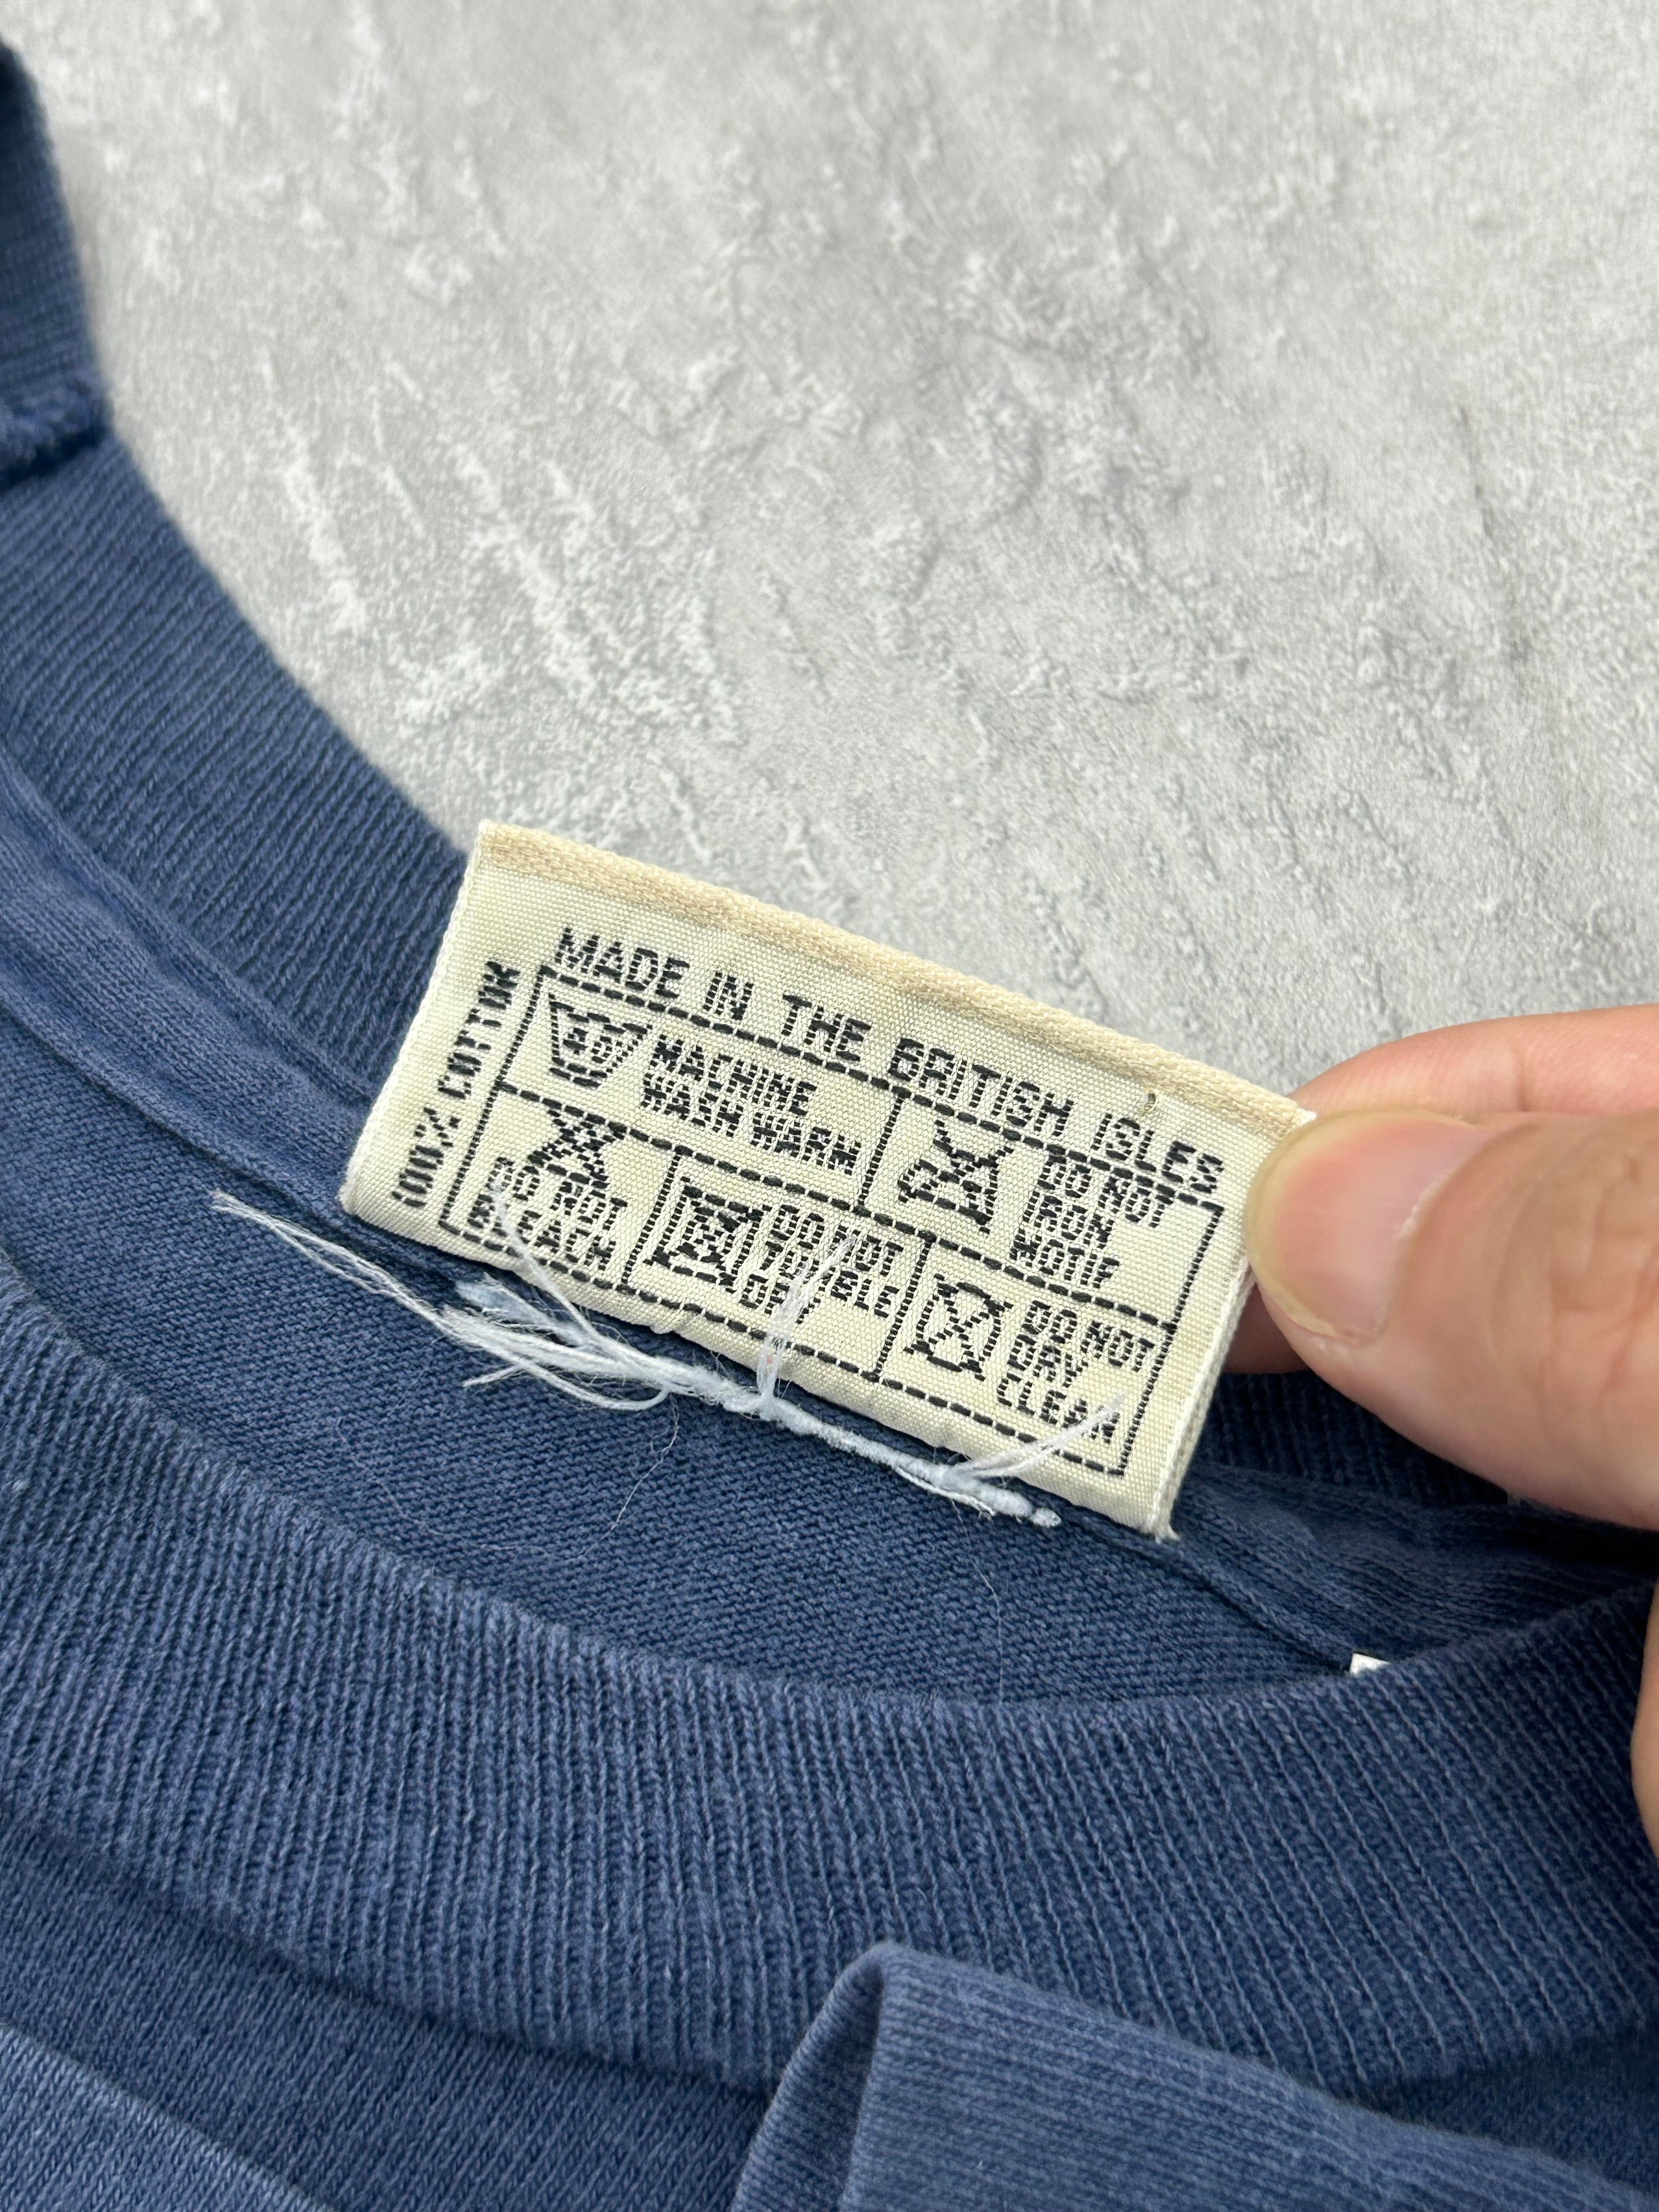 MADE IN THE BRITISH ISLES
100% COTTON
MACHINE
WASH WARM
DO NOT
IRON
MOTIF
DO NOT
BLEACH
DO NOT
TUMBLE
DRY
DO NOT
DRY
CLEAN